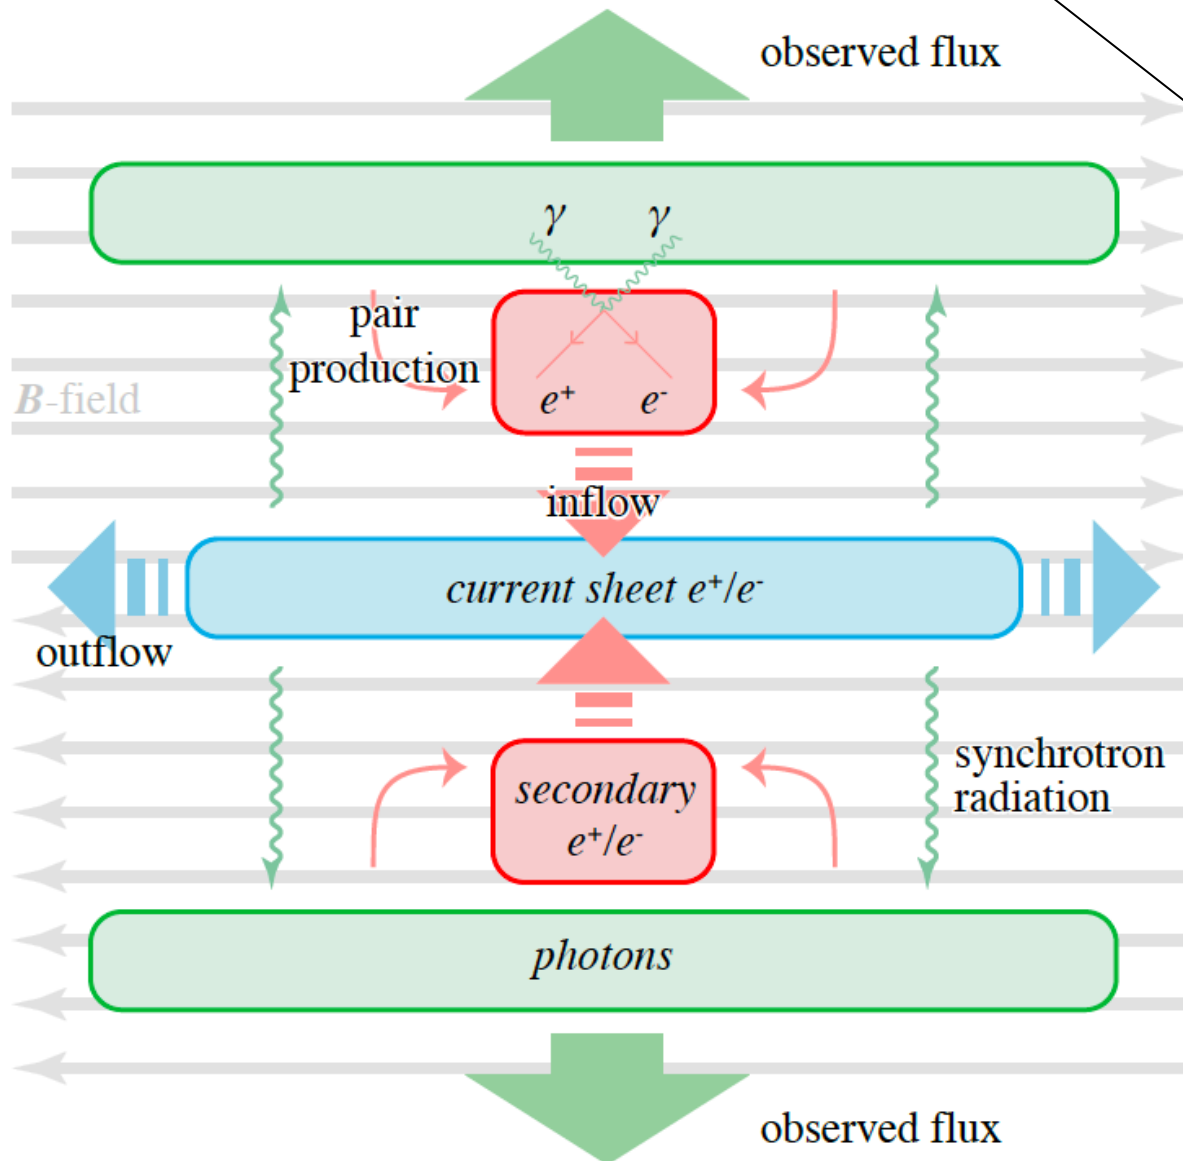 observed flux
γ γ
pair
production
e⁺ e⁻
B-field
inflow
current sheet e⁺/e⁻
outflow
secondary
e⁺/e⁻
synchrotron
radiation
photons
observed flux